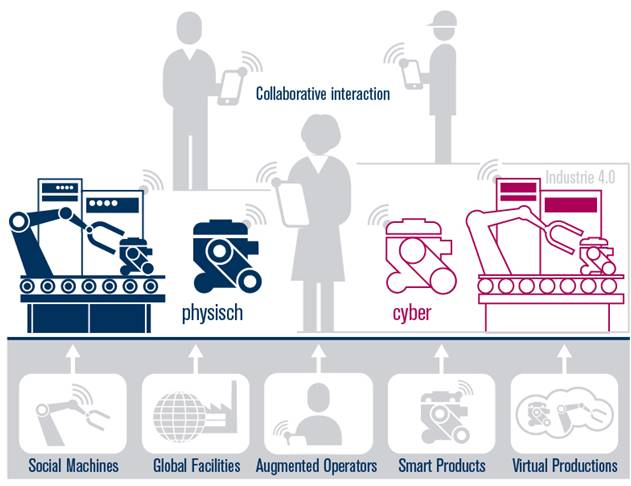 Collaborative interaction
Industrie 4.0
physisch
cyber
Social Machines
Global Facilities
Augmented Operators
Smart Products
Virtual Productions